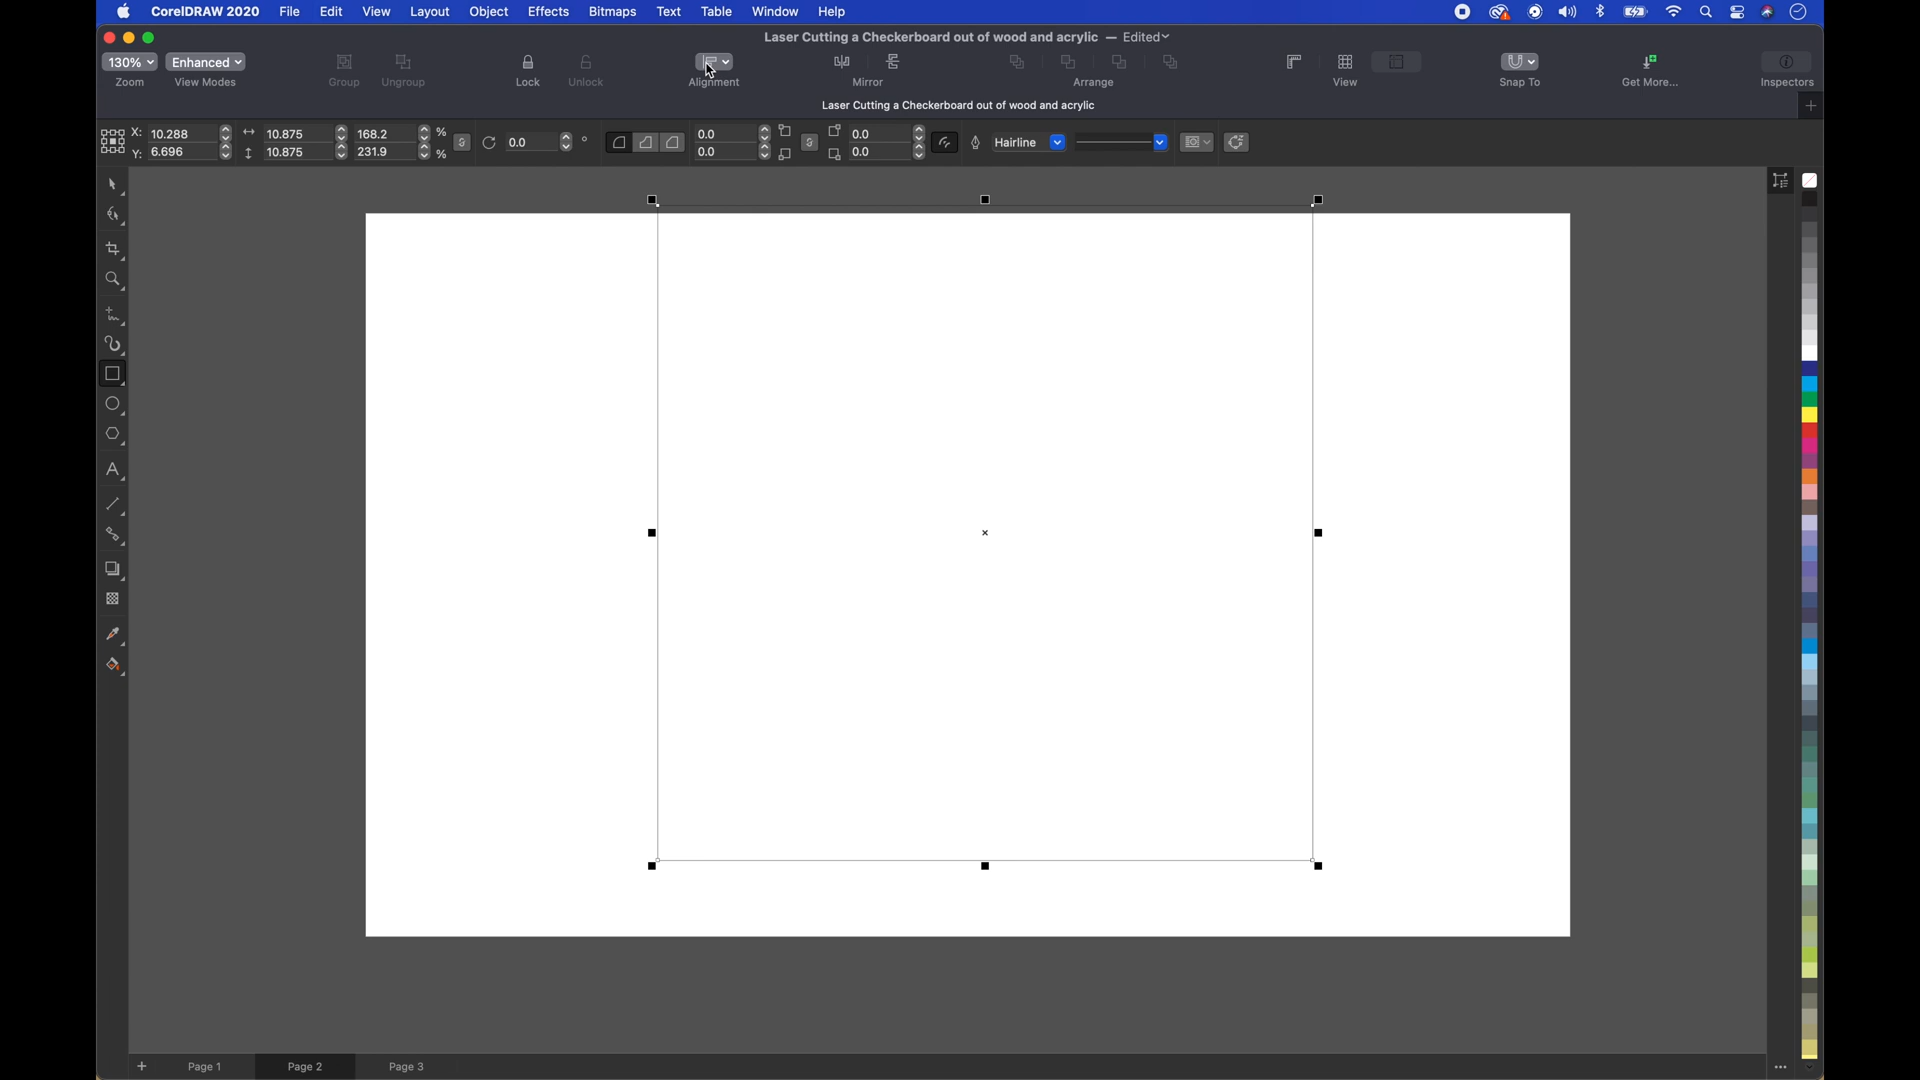 CorelDRAW 2020 File Edit View Layout Object Effects Bitmaps Text Table Window Help
Laser Cutting a Checkerboard out of wood and acrylic — Edited
130% Enhanced
Zoom View Modes Group Ungroup Lock Unlock Alignment Mirror Arrange View Snap To Get More... Inspectors
Laser Cutting a Checkerboard out of wood and acrylic
X: 10.288 10.875 168.2 % 0.0 ° 0.0 0.0 Hairline
Y: 6.696 10.875 231.9 % 0.0 0.0
Page 1 Page 2 Page 3